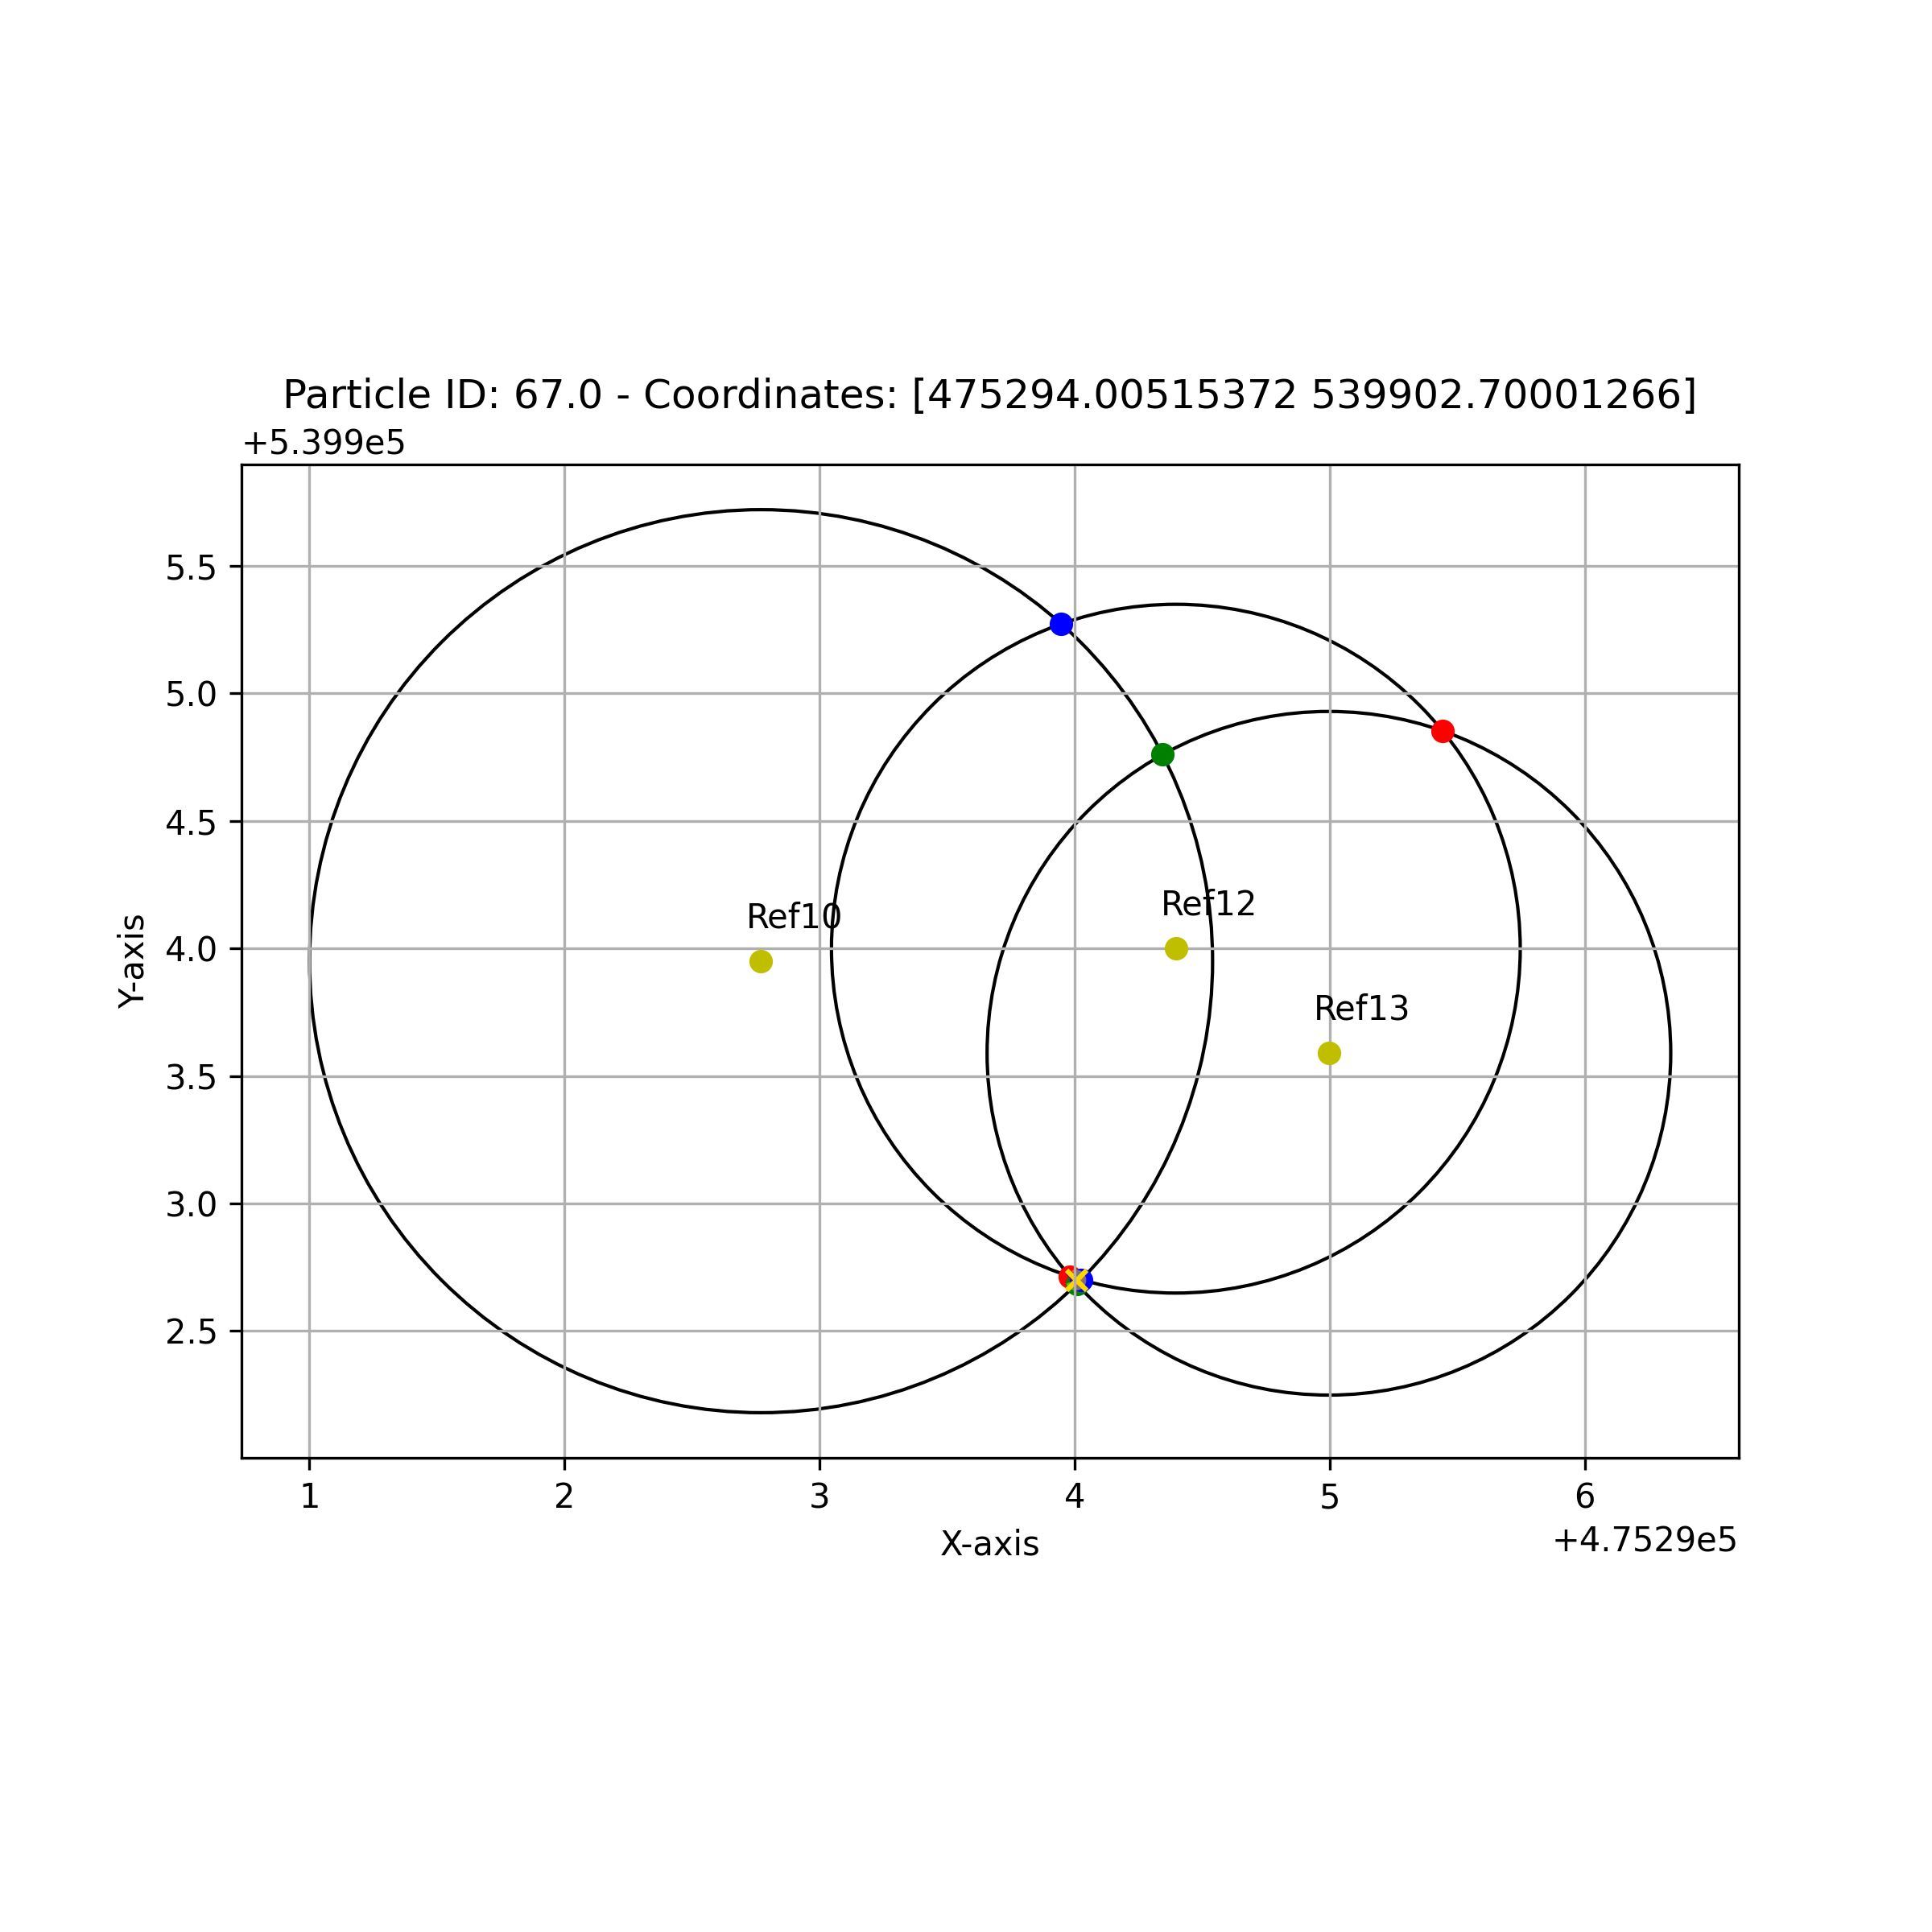 Particle ID: 67.0 - Coordinates: [475294.00515372 539902.70001266]
+5.399e5
5.5
5.0
4.5
4.0
3.5
3.0
2.5
Y-axis
Ref10
Ref12
Ref13
1 2 3 4 5 6
X-axis
+4.7529e5